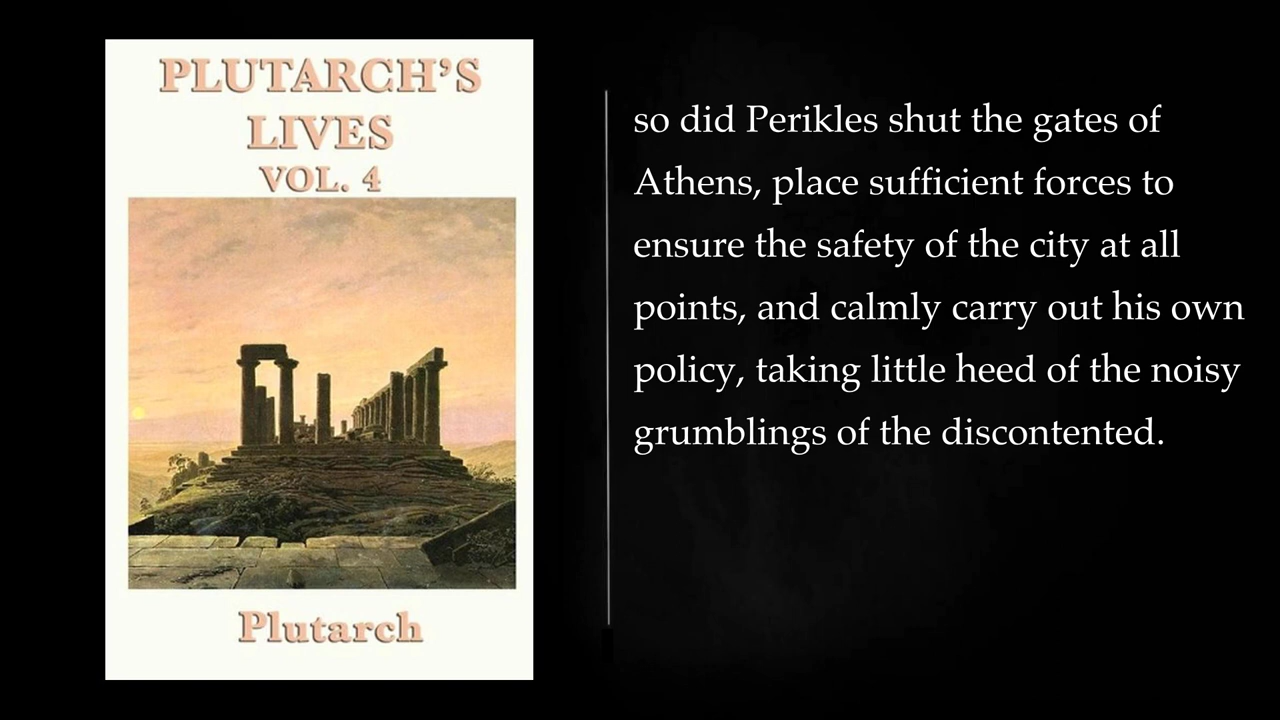 PLUTARCH'S
LIVES
VOL. 4
Plutarch
so did Perikles shut the gates of
Athens, place sufficient forces to
ensure the safety of the city at all
points, and calmly carry out his own
policy, taking little heed of the noisy
grumblings of the discontented.